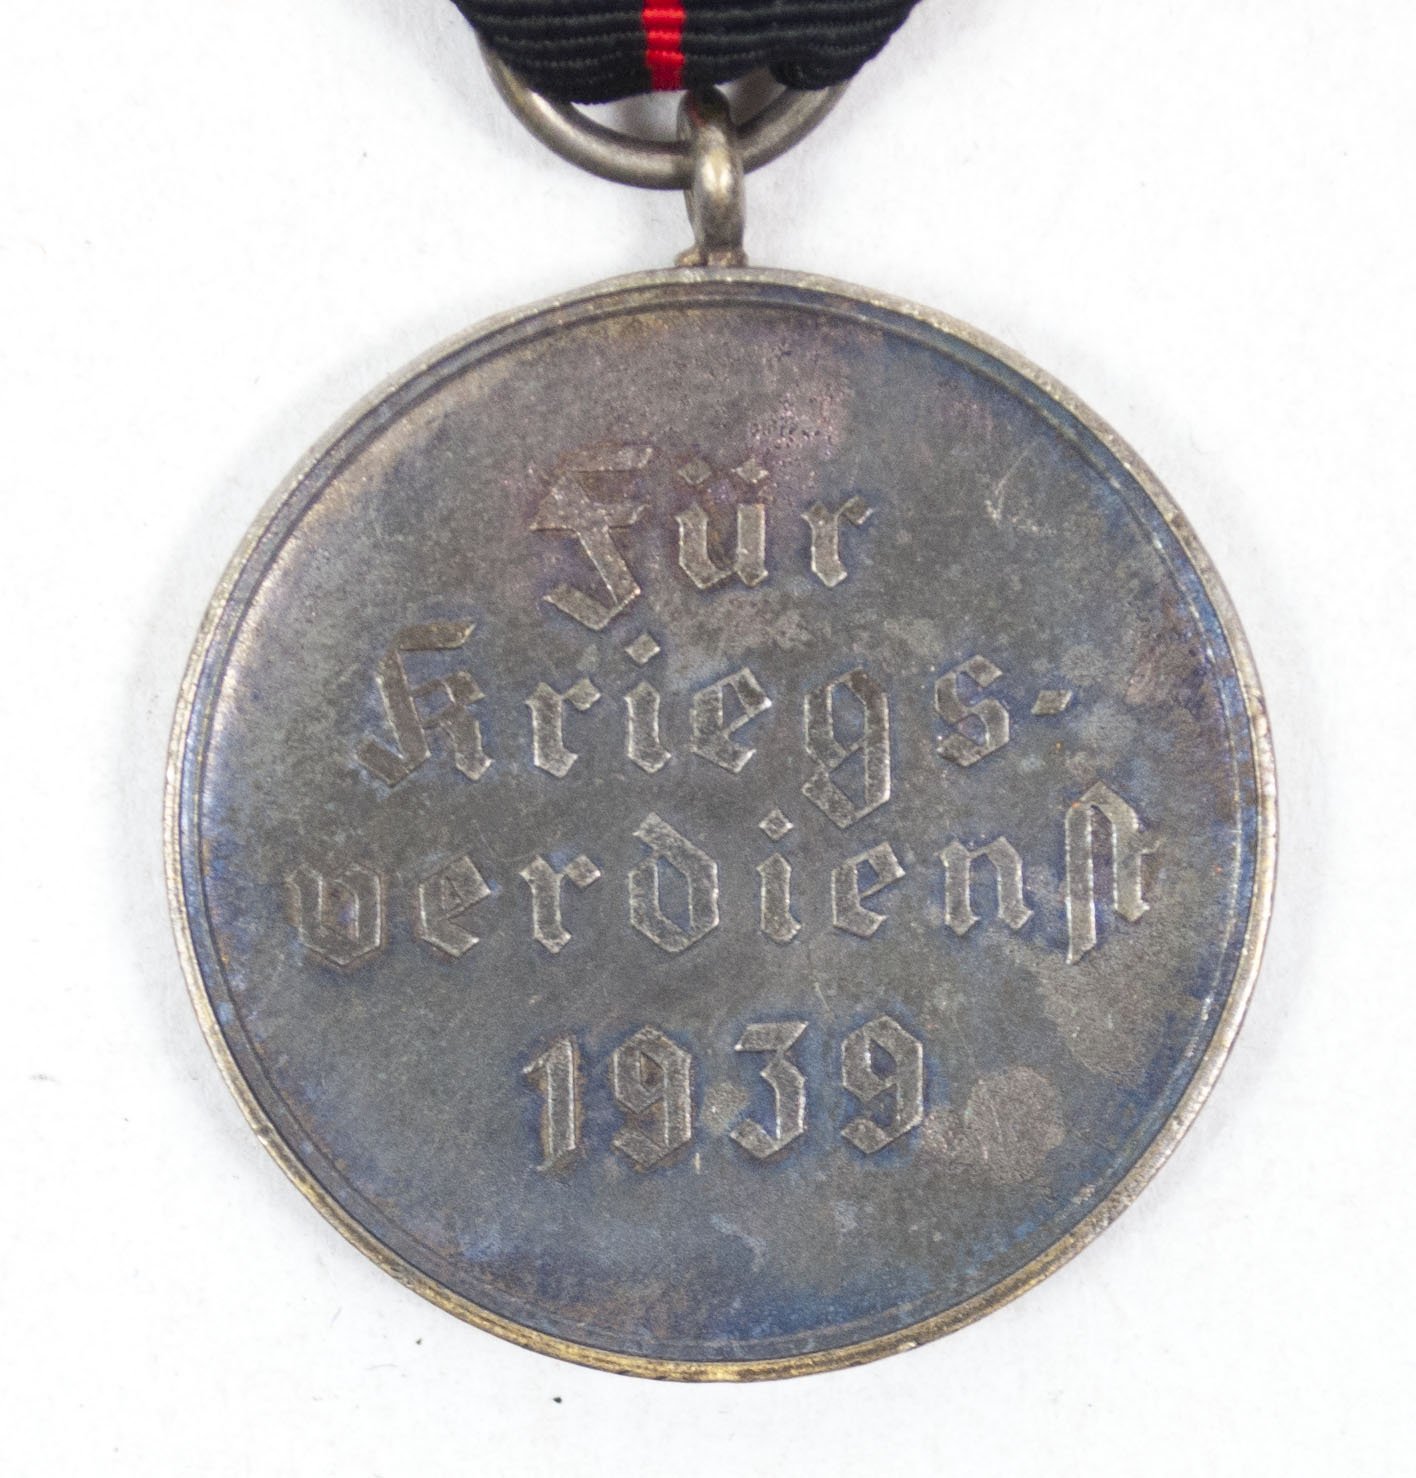 Für
Kriegs-
verdienst
1939